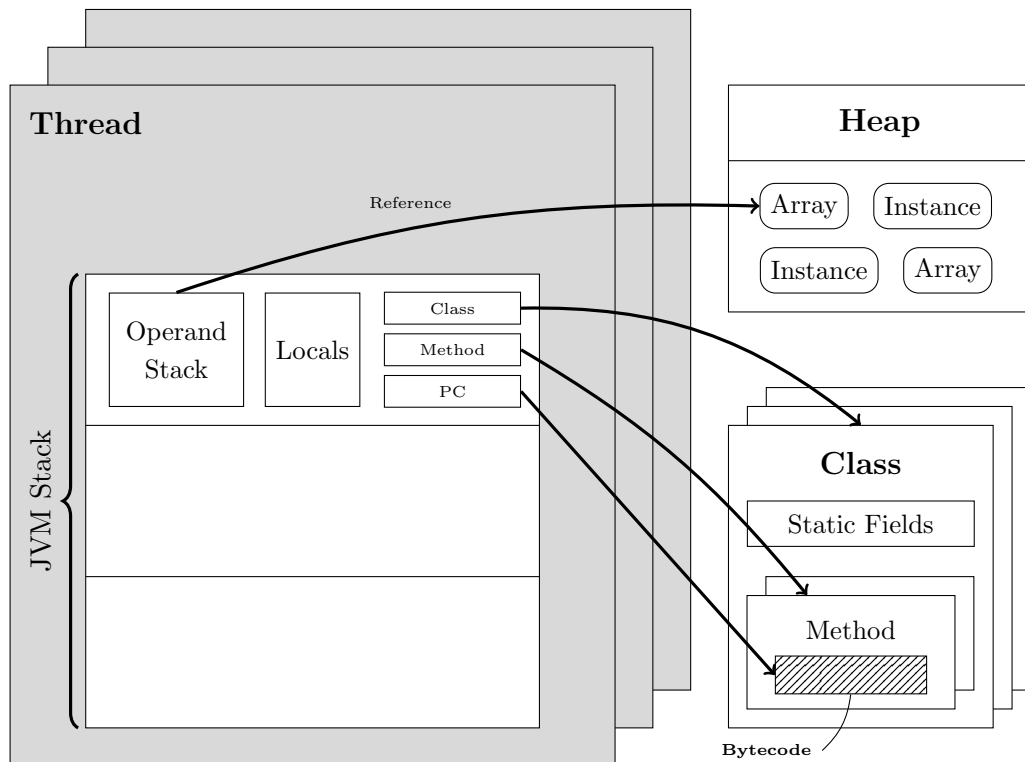 Thread
Heap
Reference
Array
Instance
Instance
Array
Operand
Stack
Locals
Class
Method
PC
JVM Stack
Class
Static Fields
Method
Bytecode